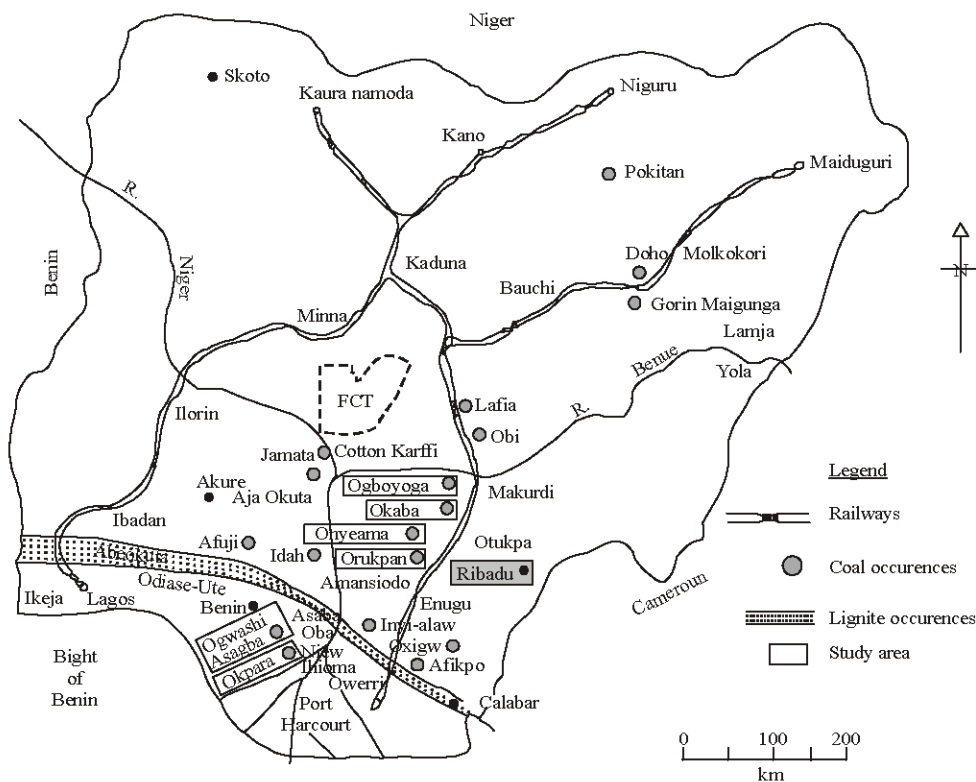 Niger
Skoto
Kaura namoda
Niguru
Kano
Maiduguri
Pokitan
R.
Niger
Benin
Doho
Molkokori
Kaduna
Bauchi
N
Gorin Maigunga
Minna
Lamja
Benue
Yola
R.
FCT
Ilorin
Lafia
Obi
Jamata
Cotton Karffi
Legend
Akure
Aja Okuta
Ogboyoga
Makurdi
Okaba
Railways
Ibadan
Onyeama
Afuji
Idah
Orukpan
Otukpa
Abeokuta
Ribadu
Coal occurences
Odiase-Ute
Amansiodo
Cameroun
Ikeja
Lagos
Benin
Enugu
Asaba
Lignite occurences
Ogwashi
Asagba
Oba
Inyi-alaw
Oxigw
Okpara
Niew
Ihioma
Afikpo
Study area
Bight
of
Benin
Owerri
Port
Harcourt
Calabar
0 100 200
km